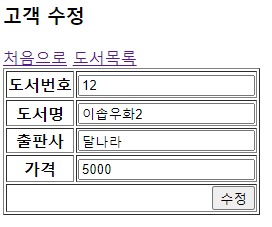 고객 수정
처음으로 도서목록
도서번호 12
도서명 이솝우화2
출판사 달나라
가격 5000
수정